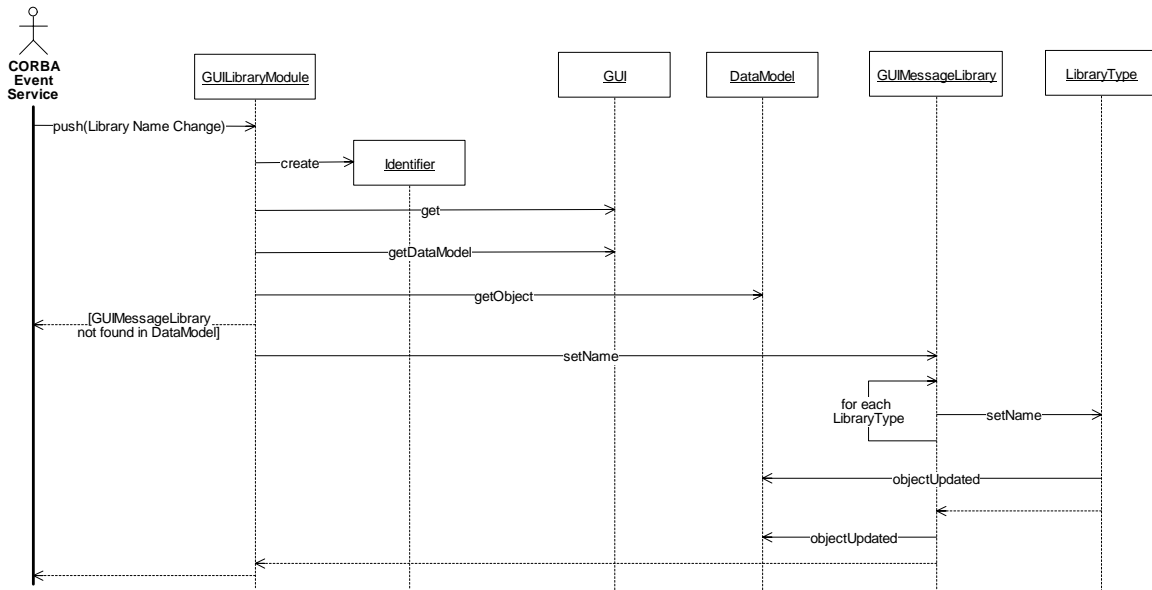 CORBA
Event
Service
GUILibraryModule
GUI
DataModel
GUIMessageLibrary
LibraryType
push(Library Name Change)
create
Identifier
get
getDataModel
getObject
[GUIMessageLibrary
not found in DataModel]
setName
for each
LibraryType
setName
objectUpdated
objectUpdated